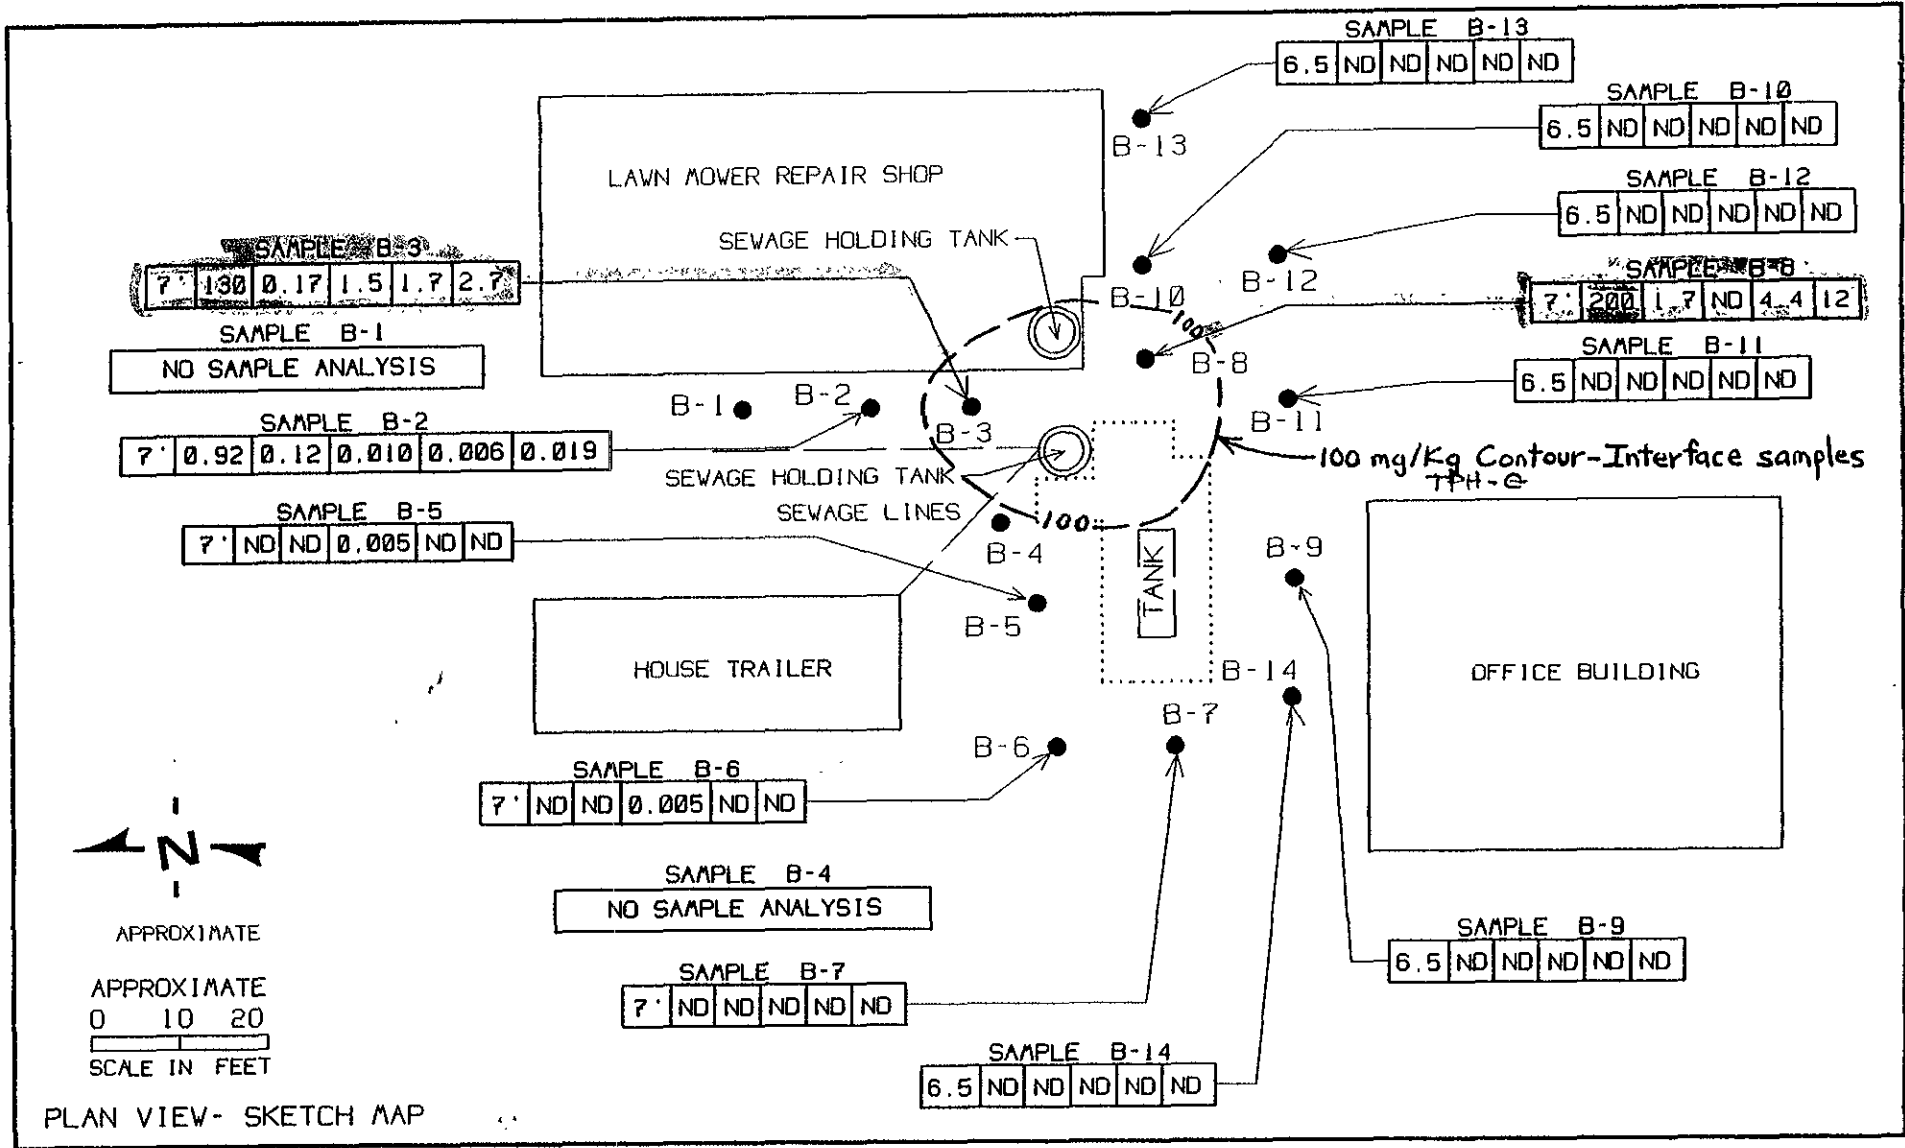 SAMPLE B-13
6.5 ND ND ND ND ND
B-13
SAMPLE B-10
6.5 ND ND ND ND ND
B-10
LAWN MOWER REPAIR SHOP
SAMPLE B-12
6.5 ND ND ND ND ND
B-12
SEWAGE HOLDING TANK
SAMPLE B-3
7' 130 0.17 1.5 1.7 2.7
SAMPLE B-8
7' 200 1.7 ND 4.4 12
100
B-8
SAMPLE B-1
NO SAMPLE ANALYSIS
SAMPLE B-11
6.5 ND ND ND ND ND
B-11
B-1
B-2
B-3
SAMPLE B-2
7' 0.92 0.12 0.010 0.006 0.019
100 mg/Kg Contour-Interface samples
TPH-G
SEWAGE HOLDING TANK
SEWAGE LINES
100
SAMPLE B-5
7' ND ND 0.005 ND ND
B-4
B-9
TANK
B-5
HOUSE TRAILER
OFFICE BUILDING
B-14
B-7
B-6
SAMPLE B-6
7' ND ND 0.005 ND ND
N
APPROXIMATE
SAMPLE B-4
NO SAMPLE ANALYSIS
SAMPLE B-9
6.5 ND ND ND ND ND
SAMPLE B-7
7' ND ND ND ND ND
APPROXIMATE
0 10 20
SCALE IN FEET
SAMPLE B-14
6.5 ND ND ND ND ND
PLAN VIEW- SKETCH MAP